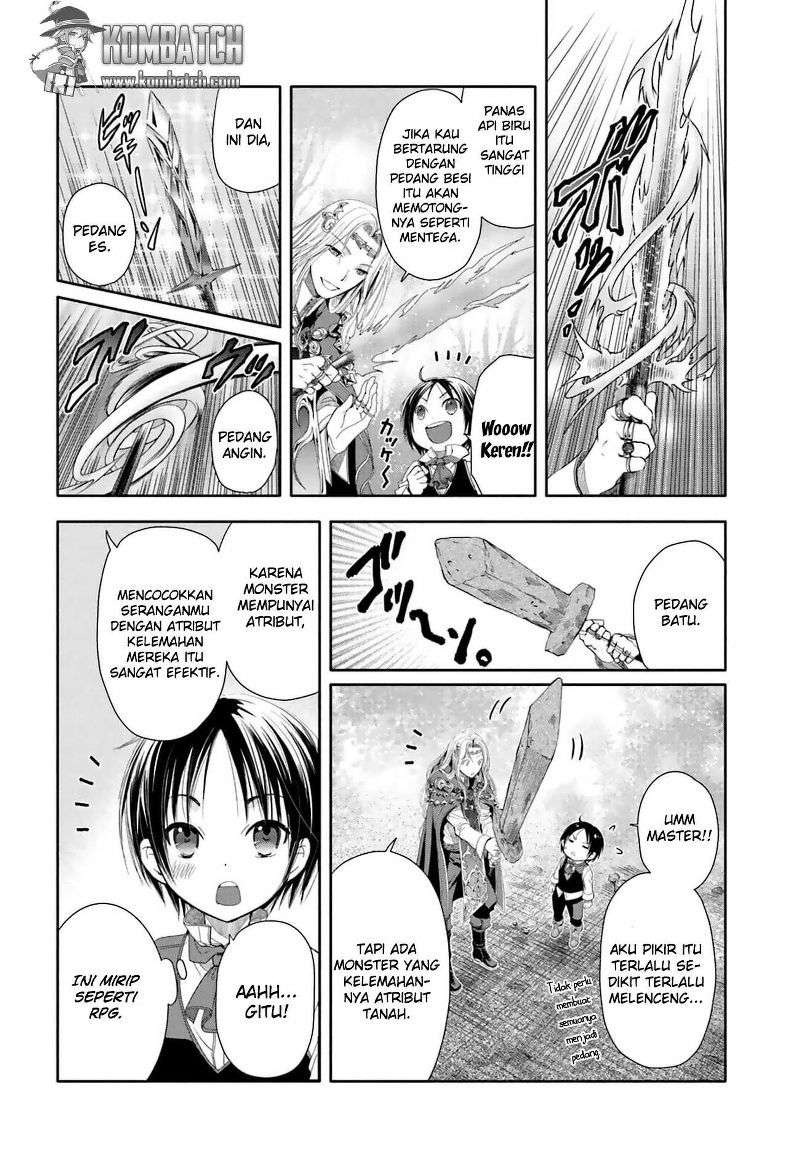 KOMBATCH
www.kombatch.com
PANAS
API BIRU
ITU
SANGAT
TINGGI
JIKA KAU
BERTARUNG
DENGAN
PEDANG BESI
ITU AKAN
MEMOTONG-
NYA SEPERTI
MENTEGA.
Wooow
Keren!!
カッケ〜
DAN
INI DIA,
PEDANG
ES.
PEDANG
ANGIN.
PEDANG
BATU.
UMM
MASTER!!
AKU PIKIR ITU
TERLALU SE-
DIKIT TERLALU
MELENCENG...
Tidak perlu
membuat
semuanya
menjadi
pedang
TAPI ADA
MONSTER YANG
KELEMAHAN-
NYA ATRIBUT
TANAH.
KARENA
MONSTER
MEMPUNYAI
ATRIBUT,
MENCOCOKKAN
SERANGANMU
DENGAN ATRIBUT
KELEMAHAN
MEREKA ITU
SANGAT EFEKTIF.
AAHH...
GITU!
INI MIRIP
SEPERTI
RPG.